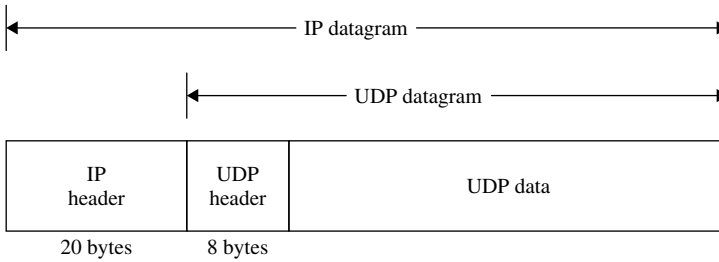 IP datagram
UDP datagram
IP
header
UDP
header
UDP data
20 bytes
8 bytes